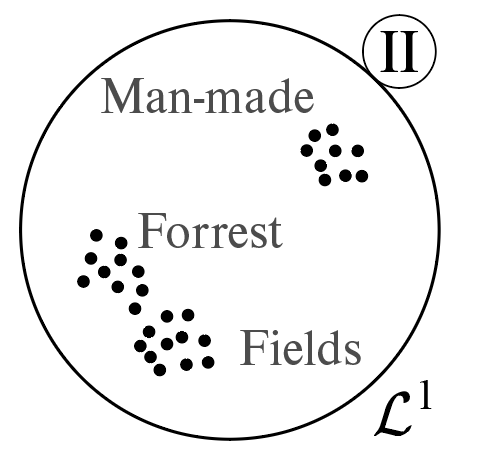 II
Man-made
Forrest
Fields
ℒ¹